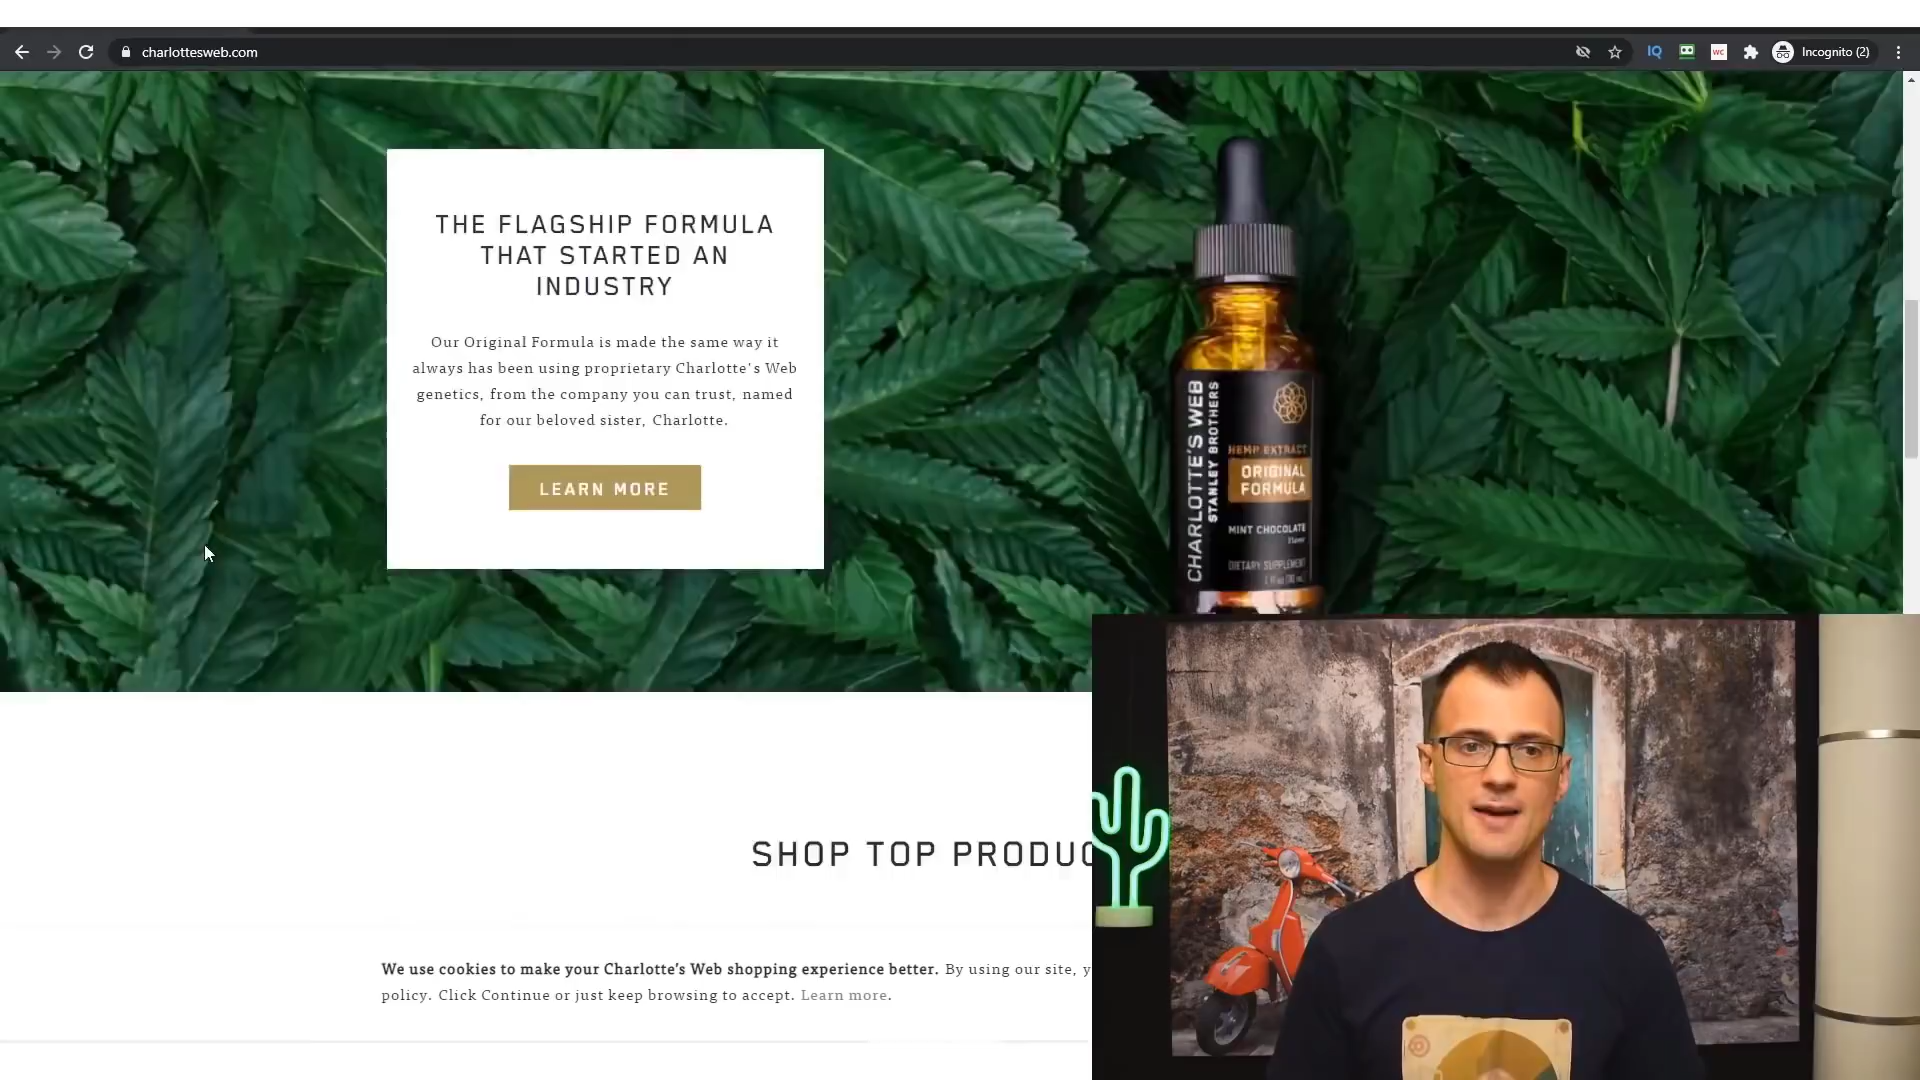 charlottesweb.com
IQ
WC
Incognito (2)
THE FLAGSHIP FORMULA
THAT STARTED AN
INDUSTRY
Our Original Formula is made the same way it
always has been using proprietary Charlotte's Web
genetics, from the company you can trust, named
for our beloved sister, Charlotte.
LEARN MORE
CHARLOTTE'S WEB
STANLEY BROTHERS
HEMP EXTRACT
ORIGINAL
FORMULA
MINT CHOCOLATE
Flavor
DIETARY SUPPLEMENT
SHOP TOP PRODUC
We use cookies to make your Charlotte's Web shopping experience better. By using our site, y
policy. Click Continue or just keep browsing to accept. Learn more.